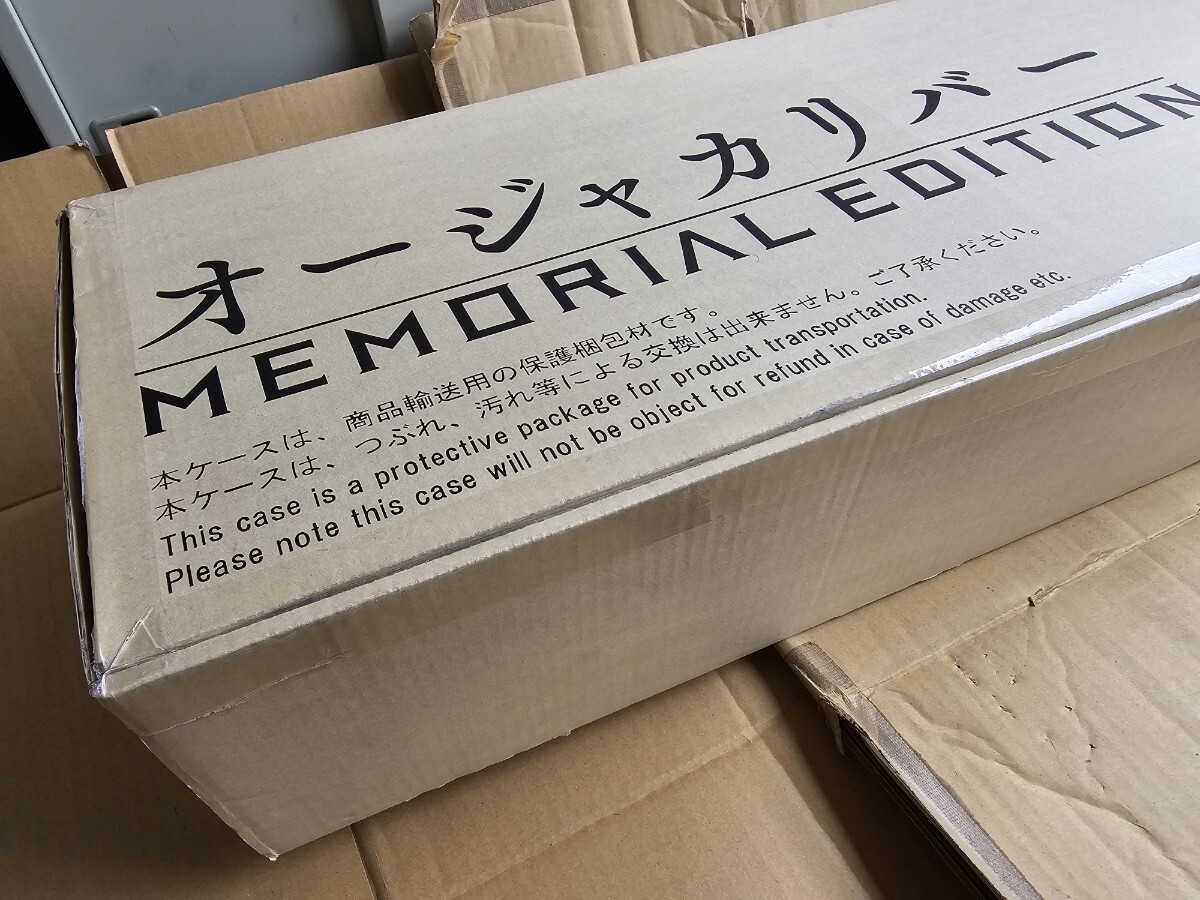 オージャカリバー
MEMORIAL EDITION
本ケースは、商品輸送用の保護梱包材です。
本ケースは、つぶれ、汚れ等による交換は出来ません。ご了承ください。
This case is a protective package for product transportation.
Please note this case will not be object for refund in case of damage etc.